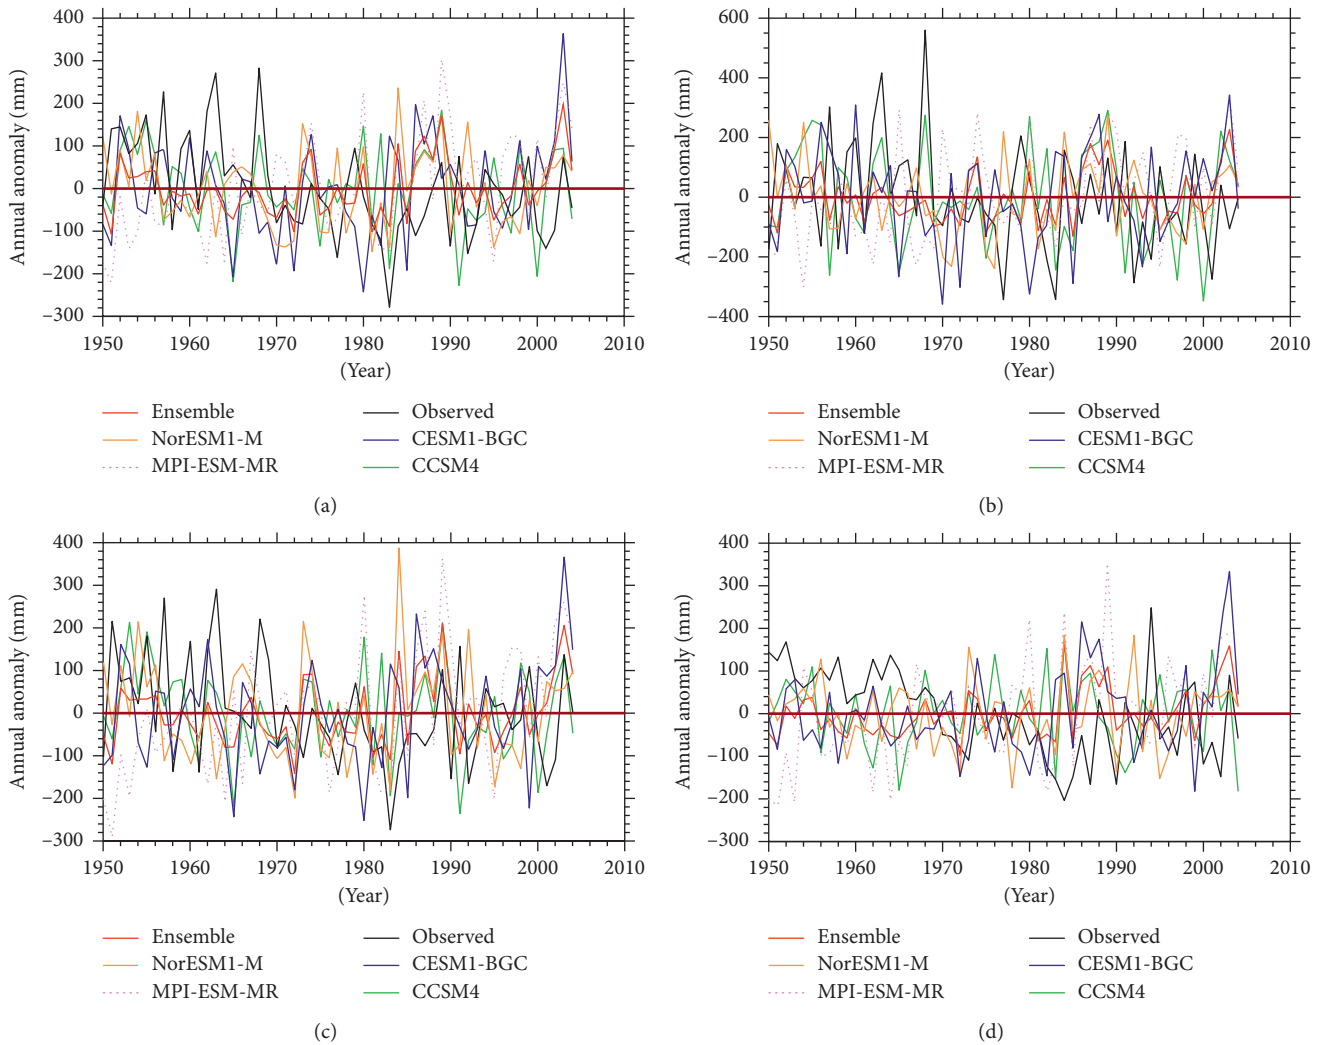 Annual anomaly (mm)
400
300
200
100
0
−100
−200
−300
1950 1960 1970 1980 1990 2000 2010
(Year)
Ensemble Observed
NorESM1-M CESM1-BGC
MPI-ESM-MR CCSM4
(a)
Annual anomaly (mm)
600
400
200
0
−200
−400
1950 1960 1970 1980 1990 2000 2010
(Year)
Ensemble Observed
NorESM1-M CESM1-BGC
MPI-ESM-MR CCSM4
(b)
Annual anomaly (mm)
400
300
200
100
0
−100
−200
−300
1950 1960 1970 1980 1990 2000 2010
(Year)
Ensemble Observed
NorESM1-M CESM1-BGC
MPI-ESM-MR CCSM4
(c)
Annual anomaly (mm)
400
300
200
100
0
−100
−200
−300
1950 1960 1970 1980 1990 2000 2010
(Year)
Ensemble Observed
NorESM1-M CESM1-BGC
MPI-ESM-MR CCSM4
(d)